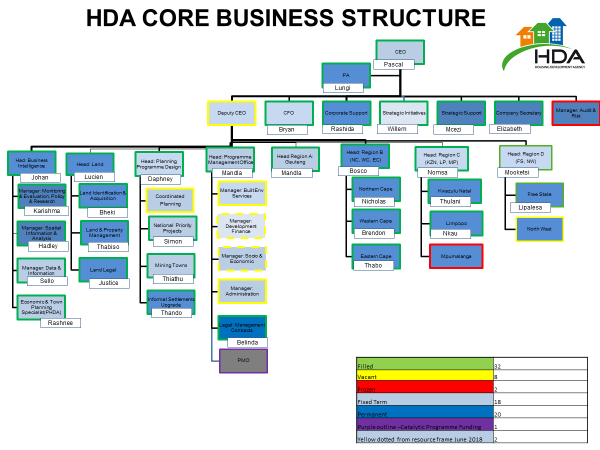 HDA CORE BUSINESS STRUCTURE
HDA
HOUSING DEVELOPMENT AGENCY
CEO
Pascal
PA
Lungi
Deputy CEO
CFO
Bryan
Corporate Support
Rashida
Strategic Initiatives
Willem
Strategic Support
Mcezi
Company Secretary
Elizabeth
Manager: Audit &
Risk
Had: Business
Intelligence
Johan
Manager: Monitoring
& Evaluation, Policy
& Research
Karishma
Manager: Spatial
Information &
Analysis
Hadley
Manager: Data &
Information
Sello
Economic & Town
Planning
Specialist(PHDA)
Rashnee
Head: Land
Lucien
Land Identification &
Acquisition
Bheki
Land & Property
Management
Thabiso
Land Legal
Justice
Head: Planning
Programme Design
Daphney
Coordinated
Planning
National Priority
Projects
Simon
Mining Towns
Thiathu
Informal Settlements
Upgrade
Thando
Head: Programme
Management Office
Mandla
Manager: Built Env
Services
Manager:
Development
Finance
Manager: Socio &
Economic
Manager:
Administration
Legal: Management
Contracts
Belinda
PMO
Head: Region A:
Gauteng
Mandla
Head: Region B
(NC, WC, EC)
Bosco
Northern Cape
Nicholas
Western Cape
Brendon
Eastern Cape
Thabo
Head: Region C
(KZN, LP, MP)
Nomsa
Kwazulu Natal
Thulani
Limpopo
Nkau
Mpumalanga
Head: Region D
(FS, NW)
Mooketsi
Free State
Lipalesa
North West
Filled 32
Vacant 8
Frozen 2
Fixed Term 18
Permanent 20
Purple outline –Catalytic Programme Funding 1
Yellow dotted from resource frame June 2018 2